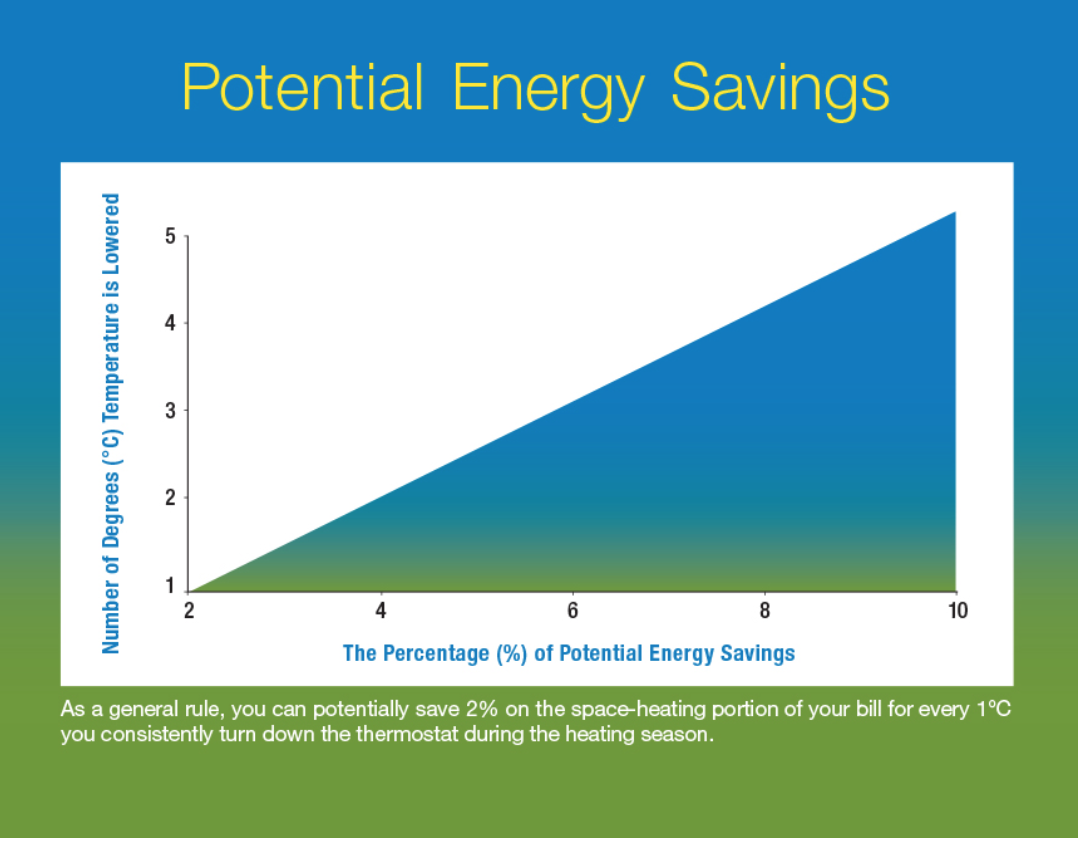 Potential Energy Savings
Number of Degrees (°C) Temperature is Lowered
5
4
3
2
1
2 4 6 8 10
The Percentage (%) of Potential Energy Savings
As a general rule, you can potentially save 2% on the space-heating portion of your bill for every 1°C
you consistently turn down the thermostat during the heating season.